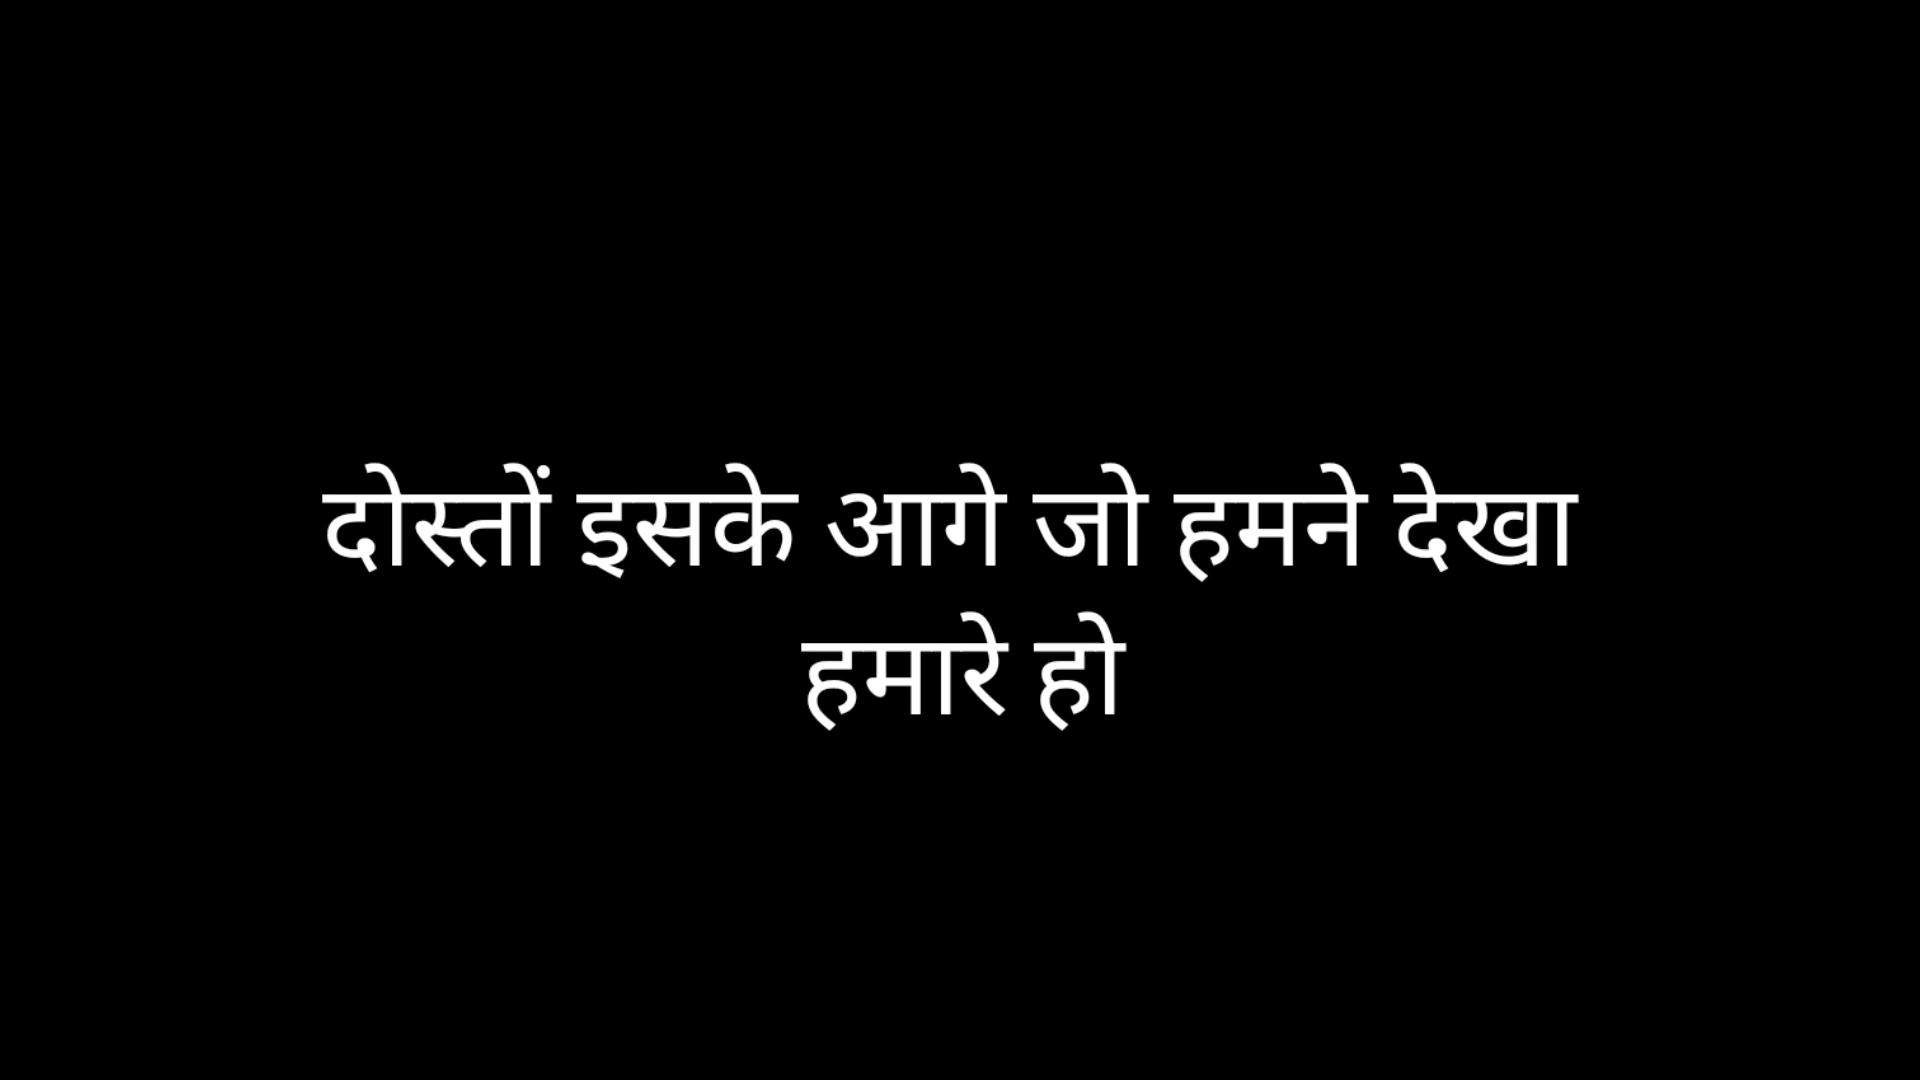 दोस्तों इसके आगे जो हमने देखा
हमारे हो